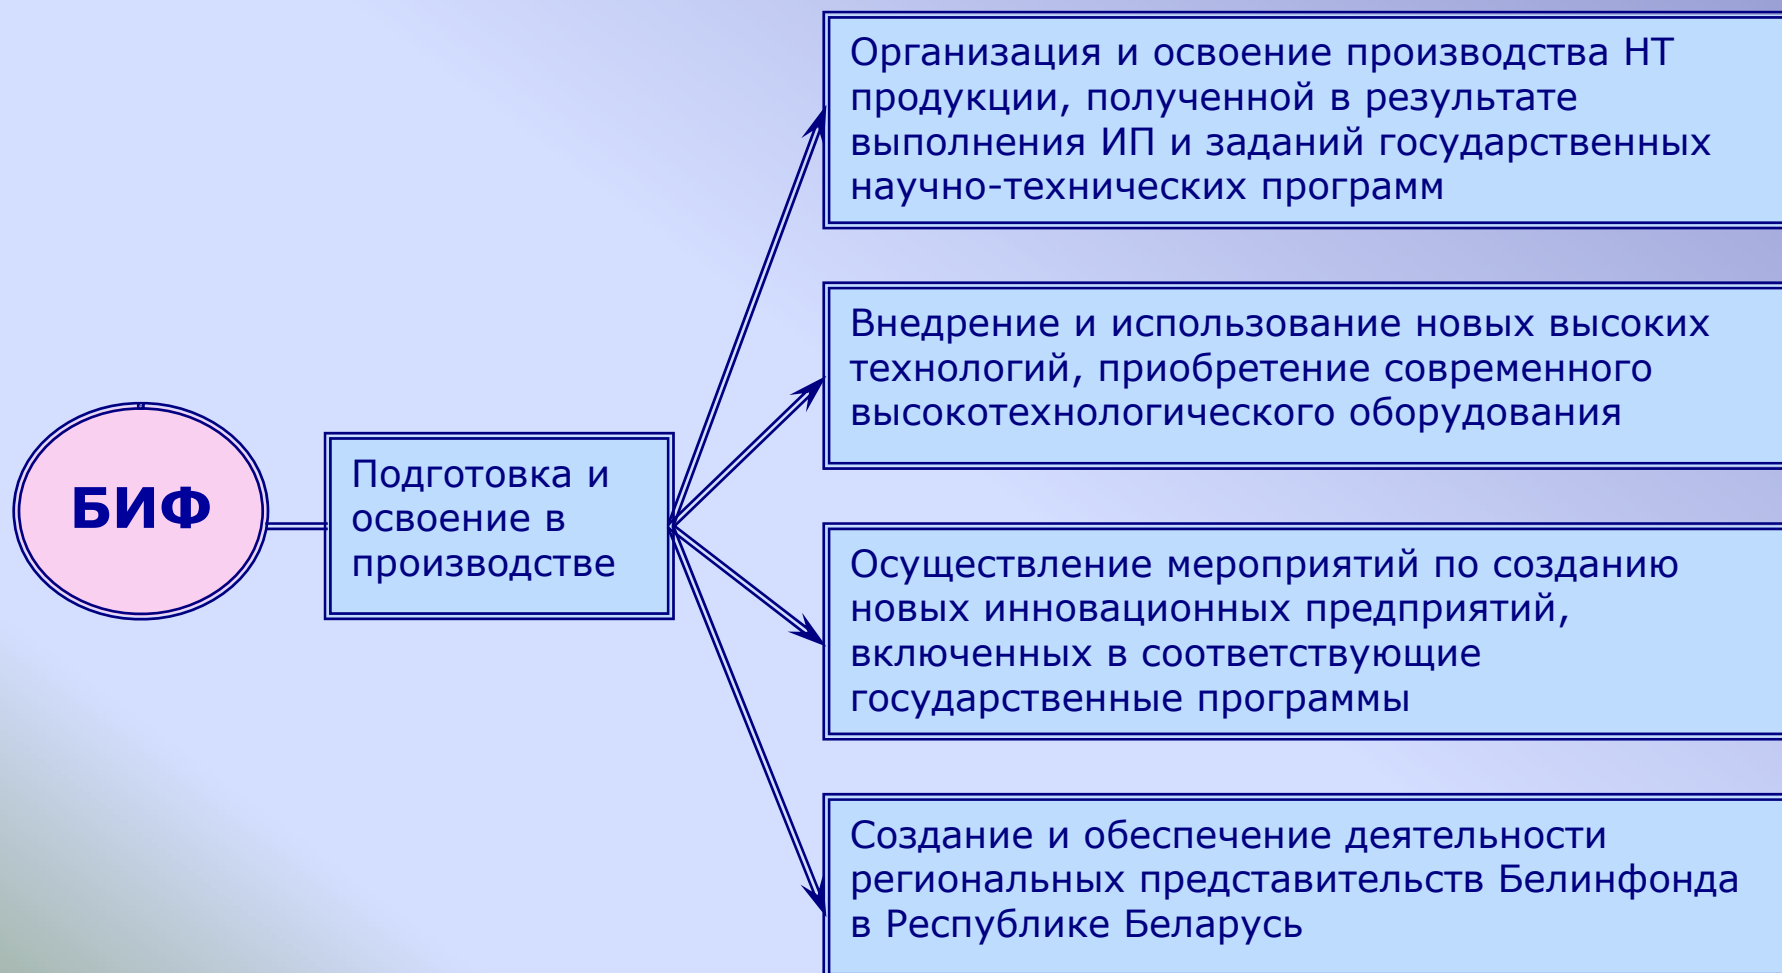 БИФ
Подготовка и
освоение в
производстве
Организация и освоение производства НТ
продукции, полученной в результате
выполнения ИП и заданий государственных
научно-технических программ
Внедрение и использование новых высоких
технологий, приобретение современного
высокотехнологического оборудования
Осуществление мероприятий по созданию
новых инновационных предприятий,
включенных в соответствующие
государственные программы
Создание и обеспечение деятельности
региональных представительств Белинфонда
в Республике Беларусь